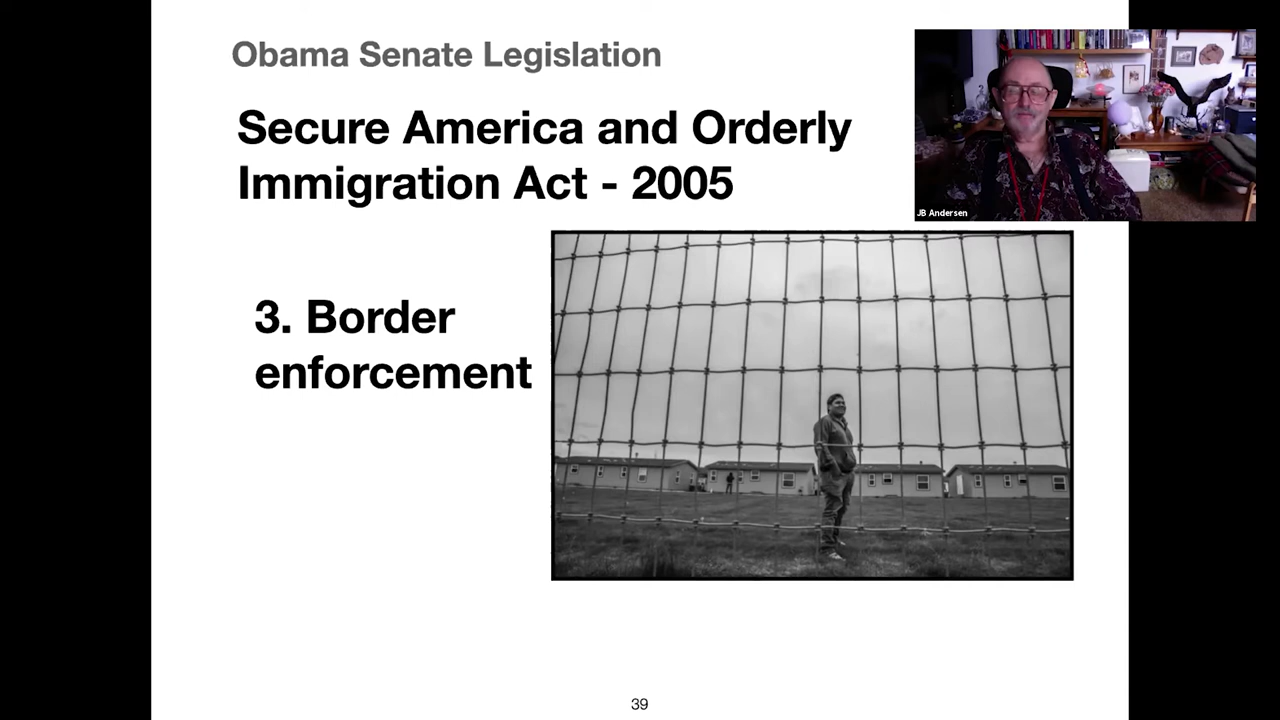 Obama Senate Legislation
Secure America and Orderly
Immigration Act - 2005
JB Andersen
3. Border
enforcement
39